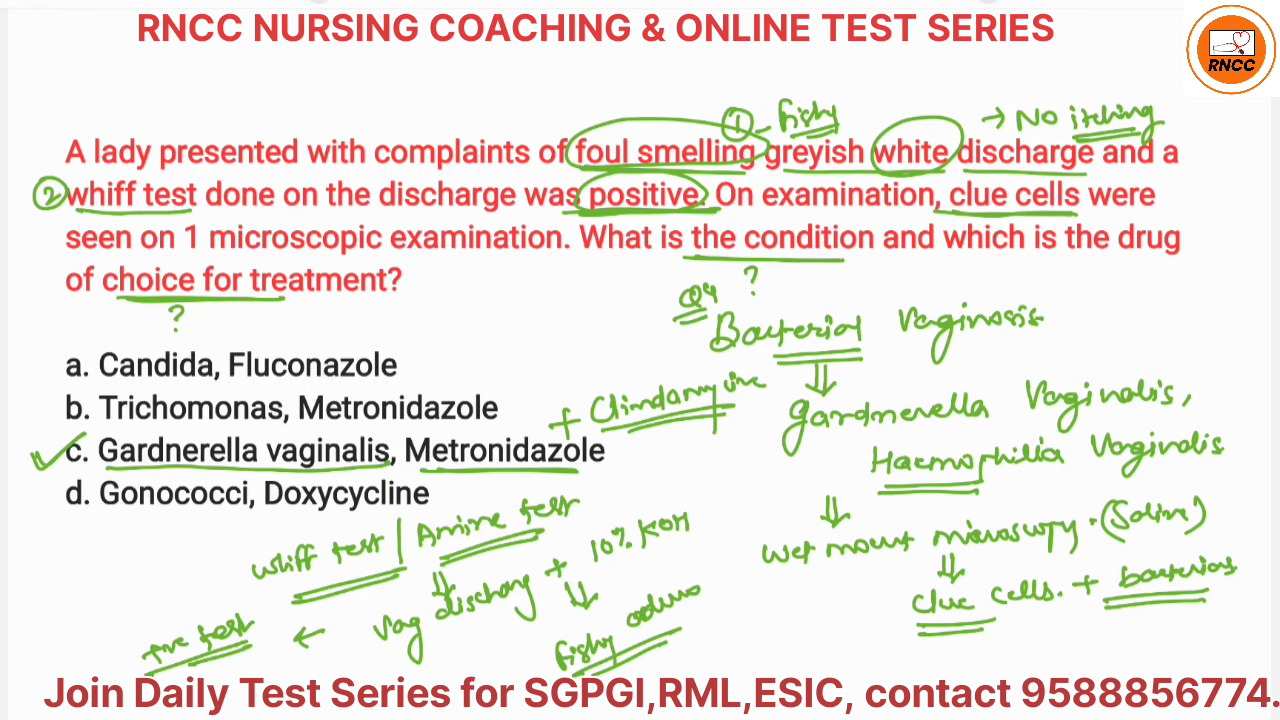 RNCC NURSING COACHING & ONLINE TEST SERIES
RNCC
① - fishy
→ No itching
A lady presented with complaints of foul smelling greyish white discharge and a
② whiff test done on the discharge was positive. On examination, clue cells were
seen on 1 microscopic examination. What is the condition and which is the drug
of choice for treatment?
?
?
Bacterial Vaginosis
a. Candida, Fluconazole
b. Trichomonas, Metronidazole
+ Clindamycin
Gardnerella Vaginalis,
c. Gardnerella vaginalis, Metronidazole
Haemophilia Vaginalis
d. Gonococci, Doxycycline
Whiff test | Amine test
wet mount microscopy. (Saline)
Vag discharg + 10% KOH
Clue cells. + bacterias
+ve test ←
fishy odour
Join Daily Test Series for SGPGI,RML,ESIC, contact 9588856774.